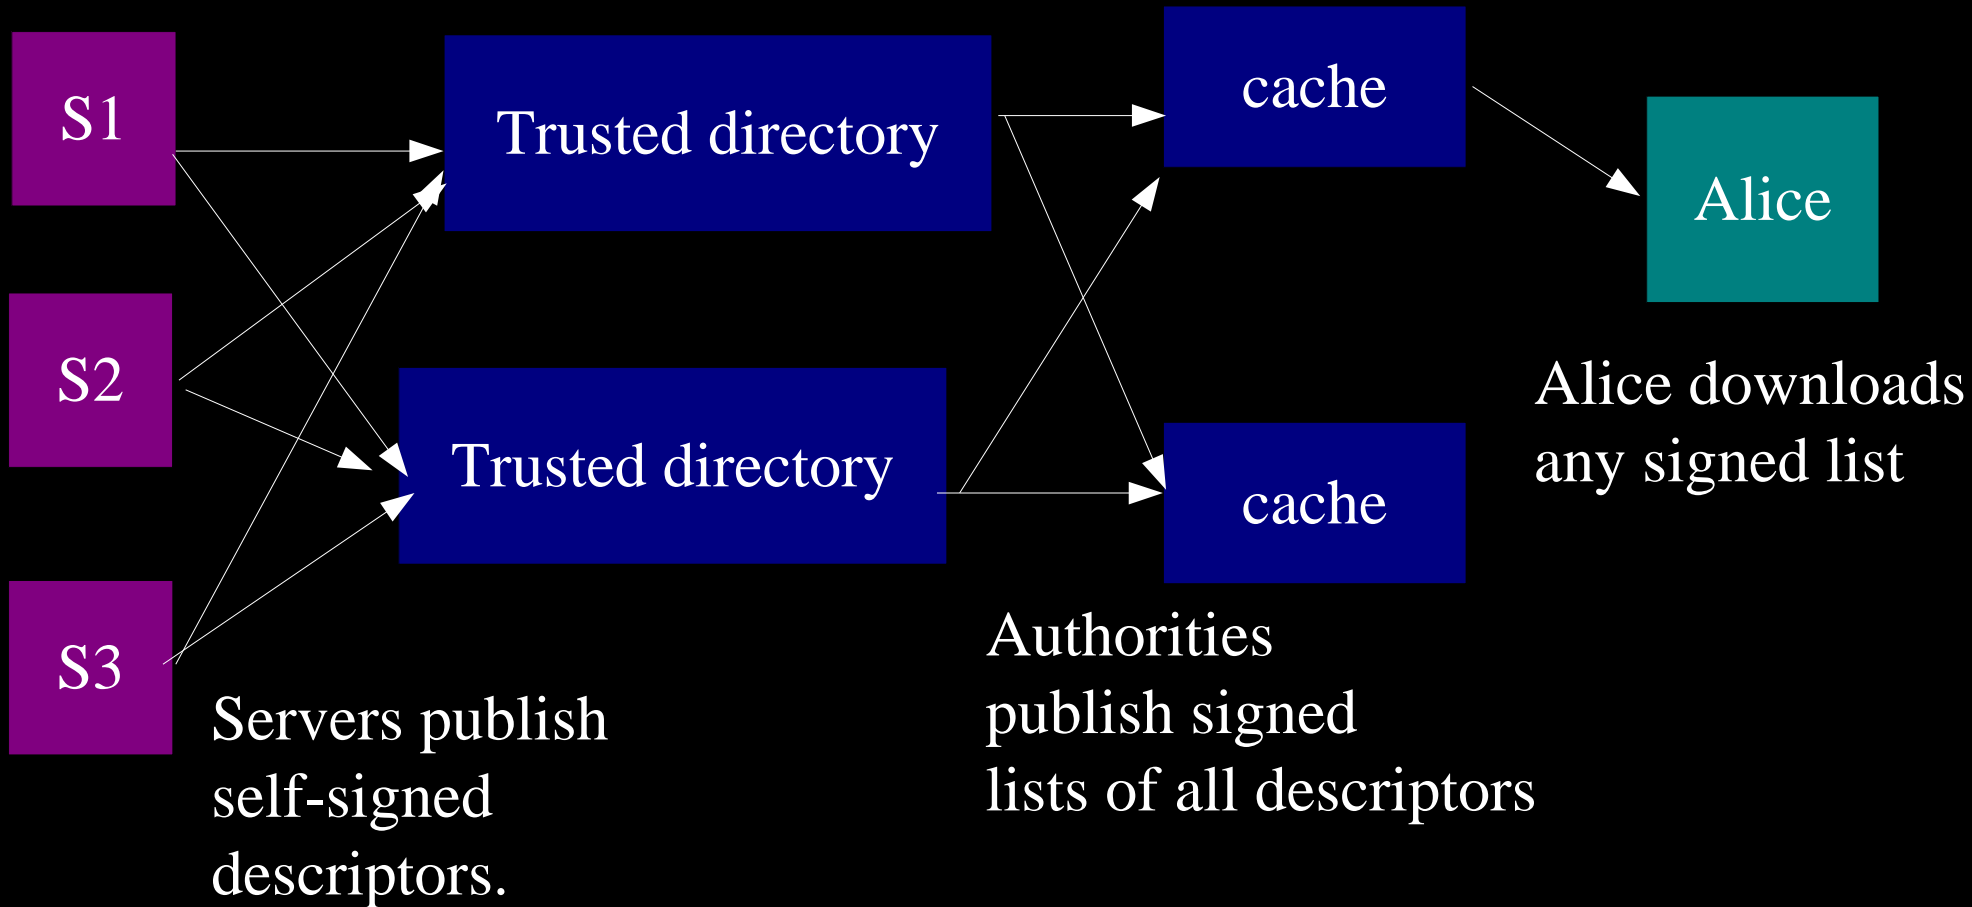 S1
S2
S3
Trusted directory
Trusted directory
cache
cache
Alice
Alice downloads
any signed list
Authorities
publish signed
lists of all descriptors
Servers publish
self-signed
descriptors.